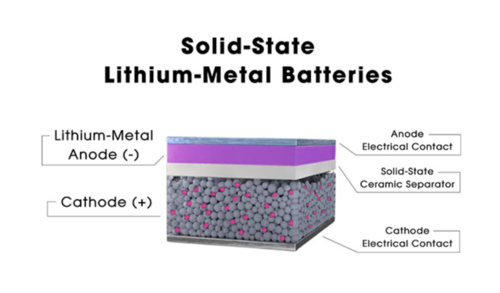 Solid-State
Lithium-Metal Batteries
Lithium-Metal
Anode (-)
Cathode (+)
Anode
Electrical Contact
Solid-State
Ceramic Separator
Cathode
Electrical Contact